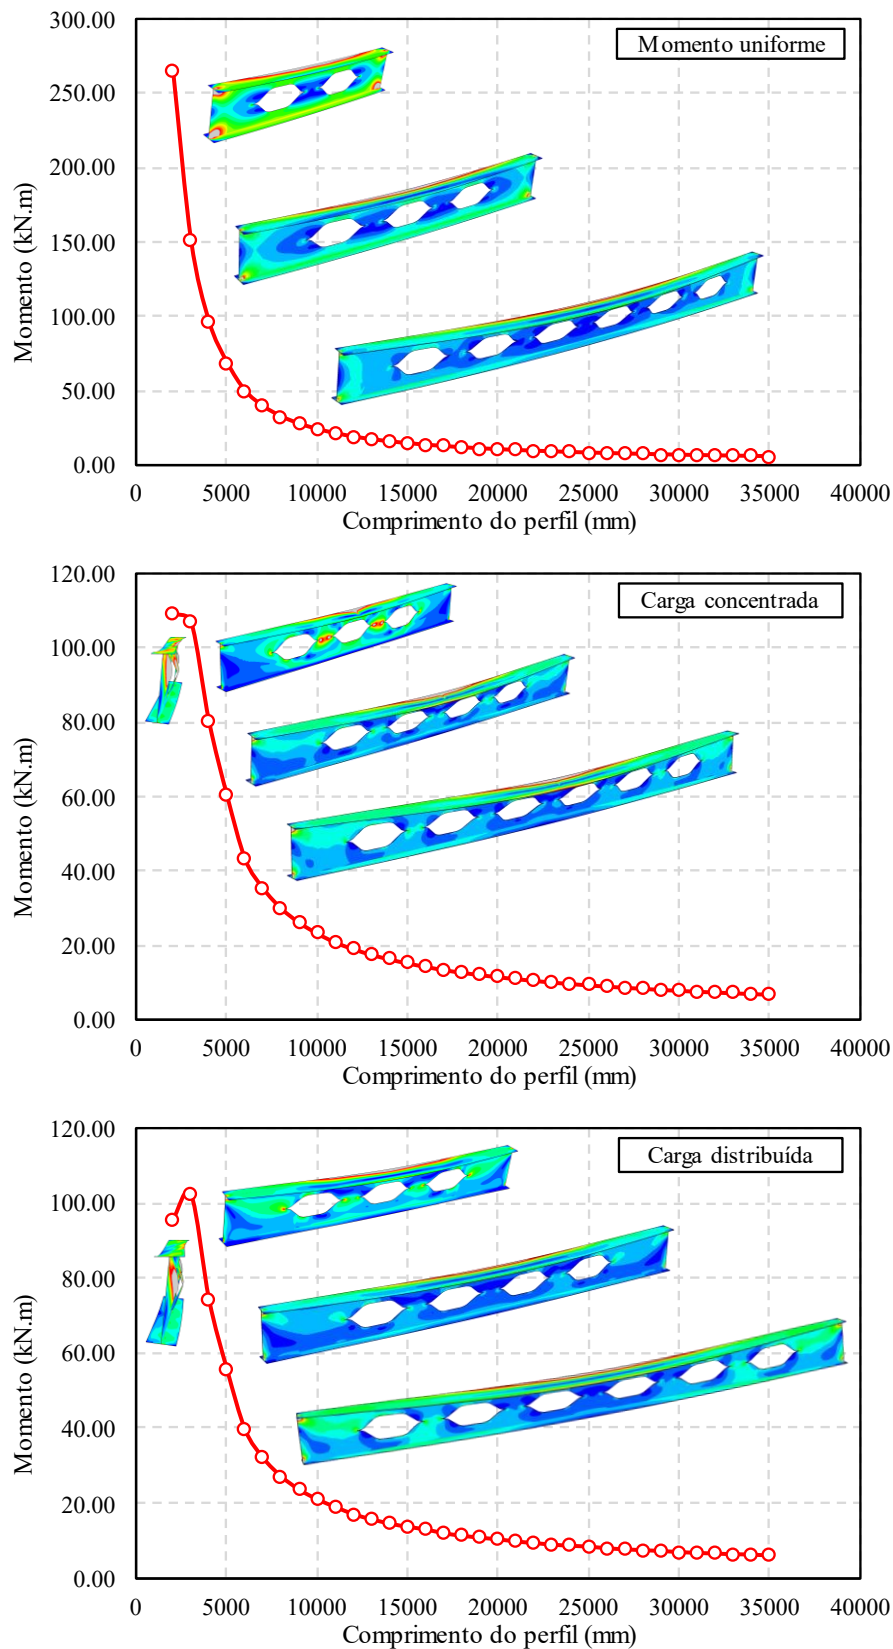 300.00
Momento uniforme
250.00
200.00
150.00
100.00
50.00
0.00
Momento (kN.m)
0 5000 10000 15000 20000 25000 30000 35000 40000
Comprimento do perfil (mm)
120.00
Carga concentrada
100.00
80.00
60.00
40.00
20.00
0.00
Momento (kN.m)
0 5000 10000 15000 20000 25000 30000 35000 40000
Comprimento do perfil (mm)
120.00
Carga distribuída
100.00
80.00
60.00
40.00
20.00
0.00
Momento (kN.m)
0 5000 10000 15000 20000 25000 30000 35000 40000
Comprimento do perfil (mm)